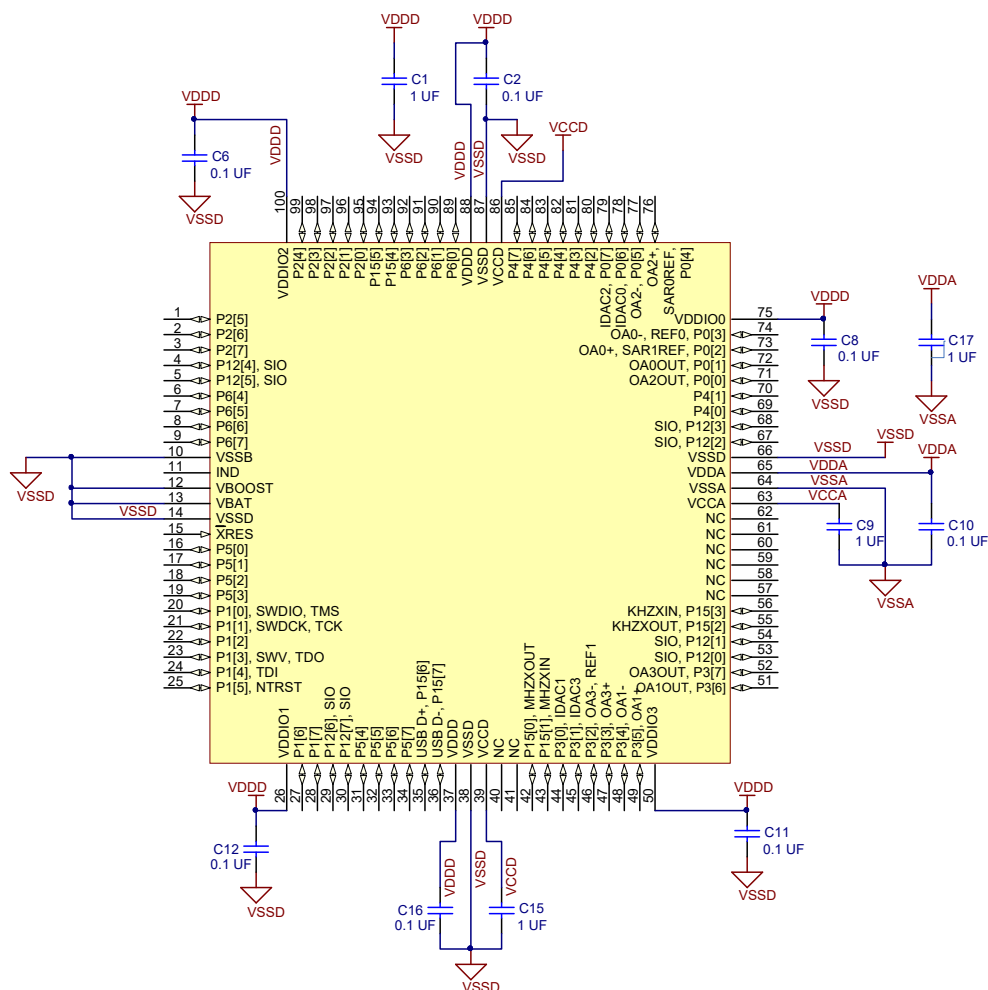 VDDD
C1
1 UF
VSSD
VDDD
C2
0.1 UF
VSSD
VDDD
VSSD
VCCD
VDDD
C6
0.1 UF
VSSD
VDDD
100
99
98
97
96
95
94
93
92
91
90
89
88
87
86
85
84
83
82
81
80
79
78
77
76
VDDIO2
P2[4]
P2[3]
P2[2]
P2[1]
P2[0]
P15[5]
P15[4]
P6[3]
P6[2]
P6[1]
P6[0]
VDDD
VSSD
VCCD
P4[7]
P4[6]
P4[5]
P4[4]
P4[3]
P4[2]
IDAC2, P0[7]
IDAC0, P0[6]
OA2-, P0[5]
OA2+,
SAR0REF,
P0[4]
1 P2[5]
2 P2[6]
3 P2[7]
4 P12[4], SIO
5 P12[5], SIO
6 P6[4]
7 P6[5]
8 P6[6]
9 P6[7]
10 VSSB
11 IND
12 VBOOST
13 VBAT
VSSD 14 VSSD
15 XRES
16 P5[0]
17 P5[1]
18 P5[2]
19 P5[3]
20 P1[0], SWDIO, TMS
21 P1[1], SWDCK, TCK
22 P1[2]
23 P1[3], SWV, TDO
24 P1[4], TDI
25 P1[5], NTRST
VSSD
VDDIO0 75
OA0-, REF0, P0[3] 74
OA0+, SAR1REF, P0[2] 73
OA0OUT, P0[1] 72
OA2OUT, P0[0] 71
P4[1] 70
P4[0] 69
SIO, P12[3] 68
SIO, P12[2] 67
VSSD 66 VSSD
VDDA 65 VDDA
VSSA 64 VSSA
VCCA 63 VCCA
NC 62
NC 61
NC 60
NC 59
NC 58
NC 57
KHZXIN, P15[3] 56
KHZXOUT, P15[2] 55
SIO, P12[1] 54
SIO, P12[0] 53
OA3OUT, P3[7] 52
OA1OUT, P3[6] 51
VDDD
C8
0.1 UF
VSSD
VDDA
C17
1 UF
VSSA
VSSD
VDDA
C9
1 UF
C10
0.1 UF
VSSA
VDDIO1
P1[6]
P1[7]
P12[6], SIO
P12[7], SIO
P5[4]
P5[5]
P5[6]
P5[7]
USB D+, P15[6]
USB D-, P15[7]
VDDD
VSSD
VCCD
NC
NC
P15[0], MHZXOUT
P15[1], MHZXIN
P3[0], IDAC1
P3[1], IDAC3
P3[2], OA3-, REF1
P3[3], OA3+
P3[4], OA1-
P3[5], OA1+
VDDIO3
26
27
28
29
30
31
32
33
34
35
36
37
38
39
40
41
42
43
44
45
46
47
48
49
50
VDDD
C12
0.1 UF
VSSD
VDDD
VSSD
VCCD
C16
0.1 UF
C15
1 UF
VSSD
VDDD
C11
0.1 UF
VSSD